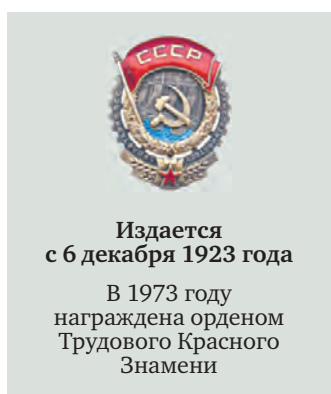 СССР
Издается
с 6 декабря 1923 года
В 1973 году
награждена орденом
Трудового Красного
Знамени